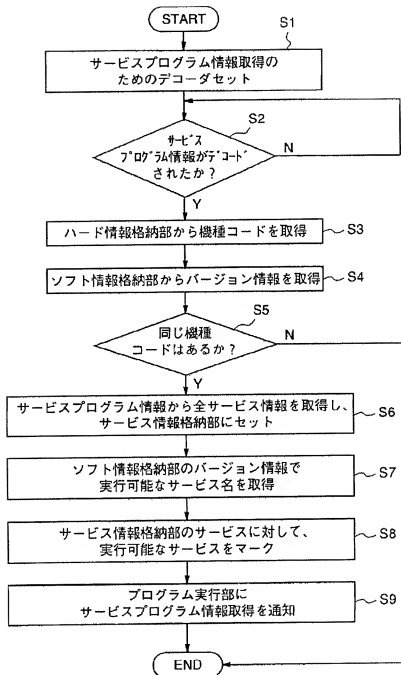 START
S1
サービスプログラム情報取得の
ためのデコーダセット
S2
サービス
プログラム情報がデコード
されたか?
N
Y
ハード情報格納部から機種コードを取得
S3
ソフト情報格納部からバージョン情報を取得
S4
S5
同じ機種
コードはあるか?
N
Y
サービスプログラム情報から全サービス情報を取得し、
サービス情報格納部にセット
S6
ソフト情報格納部のバージョン情報で
実行可能なサービス名を取得
S7
サービス情報格納部のサービスに対して、
実行可能なサービスをマーク
S8
プログラム実行部に
サービスプログラム情報取得を通知
S9
END